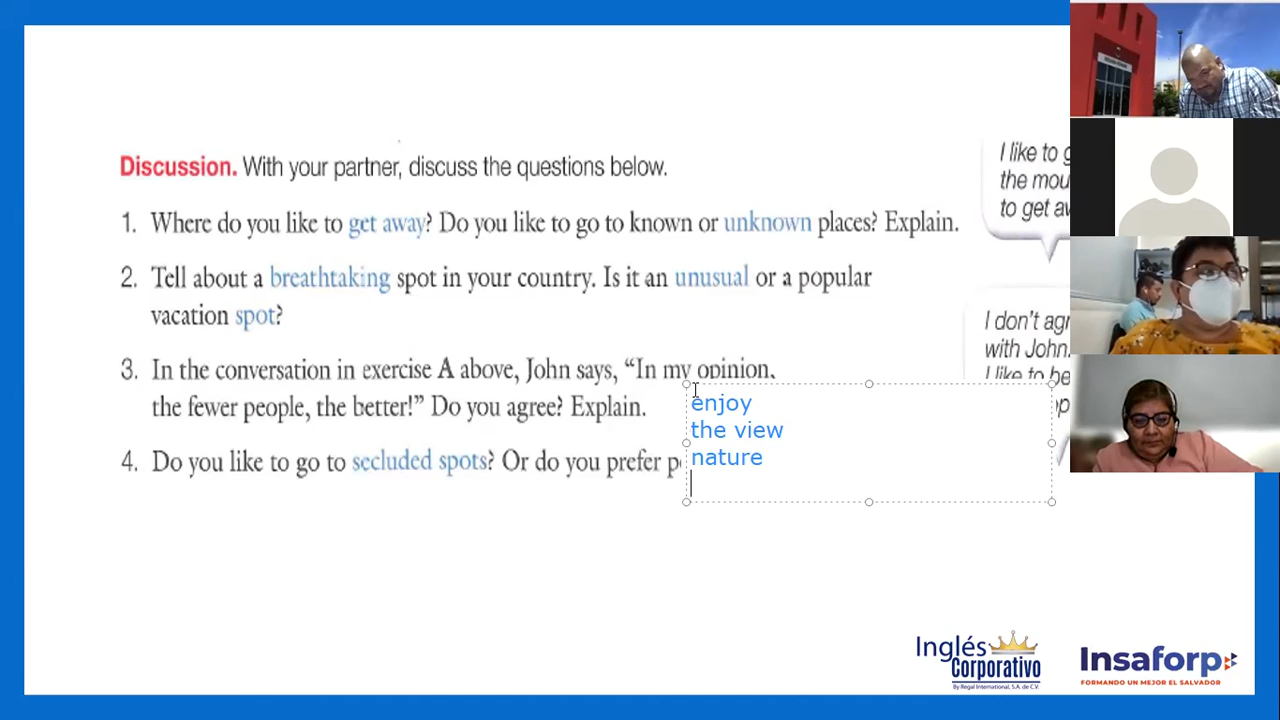 Discussion. With your partner, discuss the questions below.
1. Where do you like to get away? Do you like to go to known or unknown places? Explain.
2. Tell about a breathtaking spot in your country. Is it an unusual or a popular
vacation spot?
3. In the conversation in exercise A above, John says, “In my opinion,
the fewer people, the better!” Do you agree? Explain.
4. Do you like to go to secluded spots? Or do you prefer p
enjoy
the view
nature
I like to g
the mou
to get aw
I don't agr
with John.
I like to be
Inglés
Corporativo
By Regal International, S.A. de C.V.
Insaforp
FORMANDO UN MEJOR EL SALVADOR